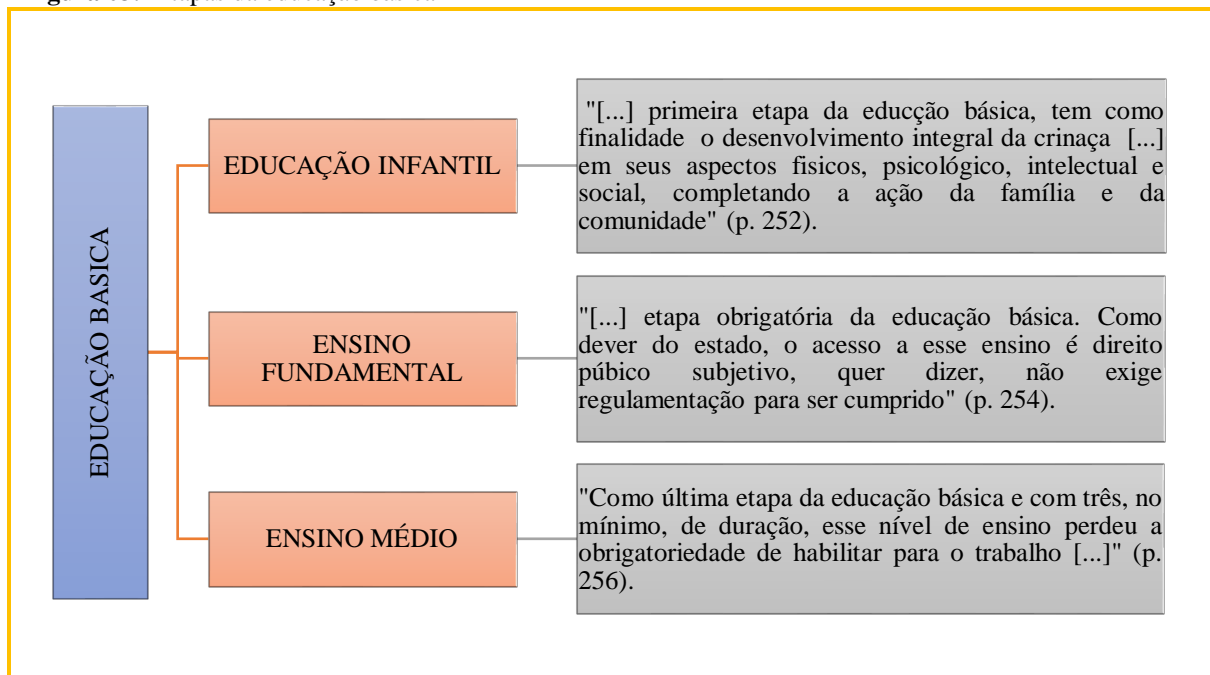 EDUCAÇÃO BASICA
EDUCAÇÃO INFANTIL
"[...] primeira etapa da educção básica, tem como
finalidade o desenvolvimento integral da crinaça [...]
em seus aspectos fisicos, psicológico, intelectual e
social, completando a ação da família e da
comunidade" (p. 252).
ENSINO
FUNDAMENTAL
"[...] etapa obrigatória da educação básica. Como
dever do estado, o acesso a esse ensino é direito
púbico subjetivo, quer dizer, não exige
regulamentação para ser cumprido" (p. 254).
ENSINO MÉDIO
"Como última etapa da educação básica e com três, no
mínimo, de duração, esse nível de ensino perdeu a
obrigatoriedade de habilitar para o trabalho [...]" (p.
256).